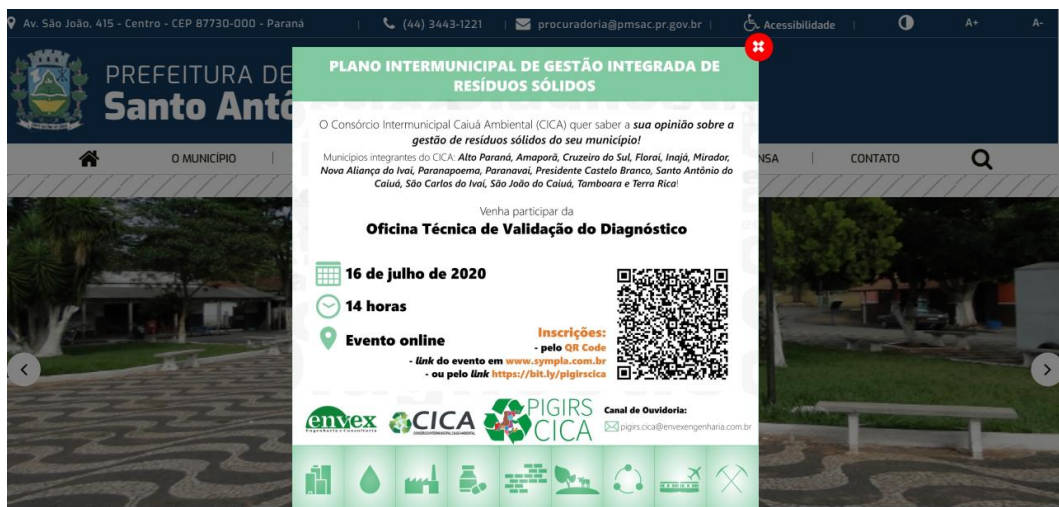 Av. São João, 415 - Centro - CEP 87730-000 - Paraná | (44) 3443-1221 | procuradoria@pmsac.pr.gov.br | Acessibilidade | A+ A-
PREFEITURA DE
Santo Antô
O MUNICÍPIO | NSA | CONTATO
PLANO INTERMUNICIPAL DE GESTÃO INTEGRADA DE
RESÍDUOS SÓLIDOS
O Consórcio Intermunicipal Caiuá Ambiental (CICA) quer saber a sua opinião sobre a
gestão de resíduos sólidos do seu município!
Municípios integrantes do CICA: Alto Paraná, Amaporã, Cruzeiro do Sul, Floraí, Inajá, Mirador,
Nova Aliança do Ivaí, Paranapoema, Paranavaí, Presidente Castelo Branco, Santo Antônio do
Caiuá, São Carlos do Ivaí, São João do Caiuá, Tamboara e Terra Rica!
Venha participar da
Oficina Técnica de Validação do Diagnóstico
16 de julho de 2020
14 horas
Evento online
Inscrições:
- pelo QR Code
- link do evento em www.sympla.com.br
- ou pelo link https://bit.ly/pigirscica
envex
Engenharia e Consultoria
CICA
CONSÓRCIO INTERMUNICIPAL CAIUÁ AMBIENTAL
PIGIRS
CICA
Canal de Ouvidoria:
pigirs.cica@envexengenharia.com.br